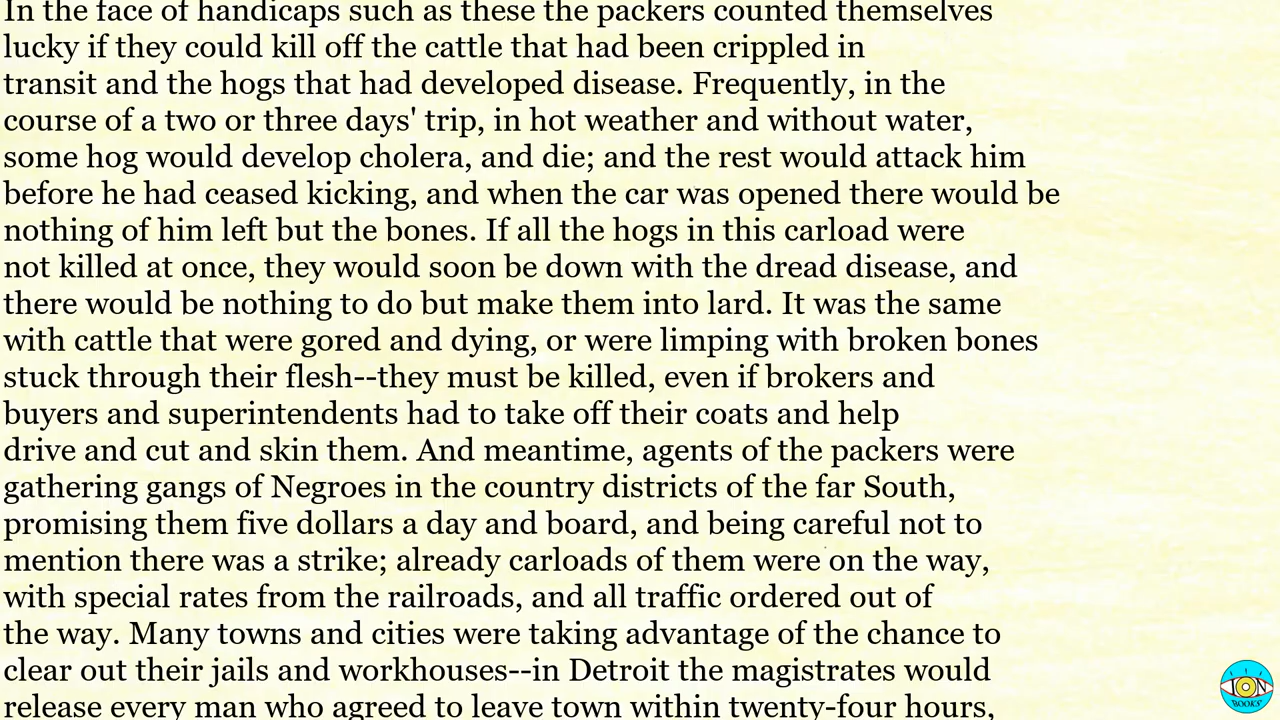 In the face of handicaps such as these the packers counted themselves
lucky if they could kill off the cattle that had been crippled in
transit and the hogs that had developed disease. Frequently, in the
course of a two or three days' trip, in hot weather and without water,
some hog would develop cholera, and die; and the rest would attack him
before he had ceased kicking, and when the car was opened there would be
nothing of him left but the bones. If all the hogs in this carload were
not killed at once, they would soon be down with the dread disease, and
there would be nothing to do but make them into lard. It was the same
with cattle that were gored and dying, or were limping with broken bones
stuck through their flesh--they must be killed, even if brokers and
buyers and superintendents had to take off their coats and help
drive and cut and skin them. And meantime, agents of the packers were
gathering gangs of Negroes in the country districts of the far South,
promising them five dollars a day and board, and being careful not to
mention there was a strike; already carloads of them were on the way,
with special rates from the railroads, and all traffic ordered out of
the way. Many towns and cities were taking advantage of the chance to
clear out their jails and workhouses--in Detroit the magistrates would
release every man who agreed to leave town within twenty-four hours,
ION
BOOKS